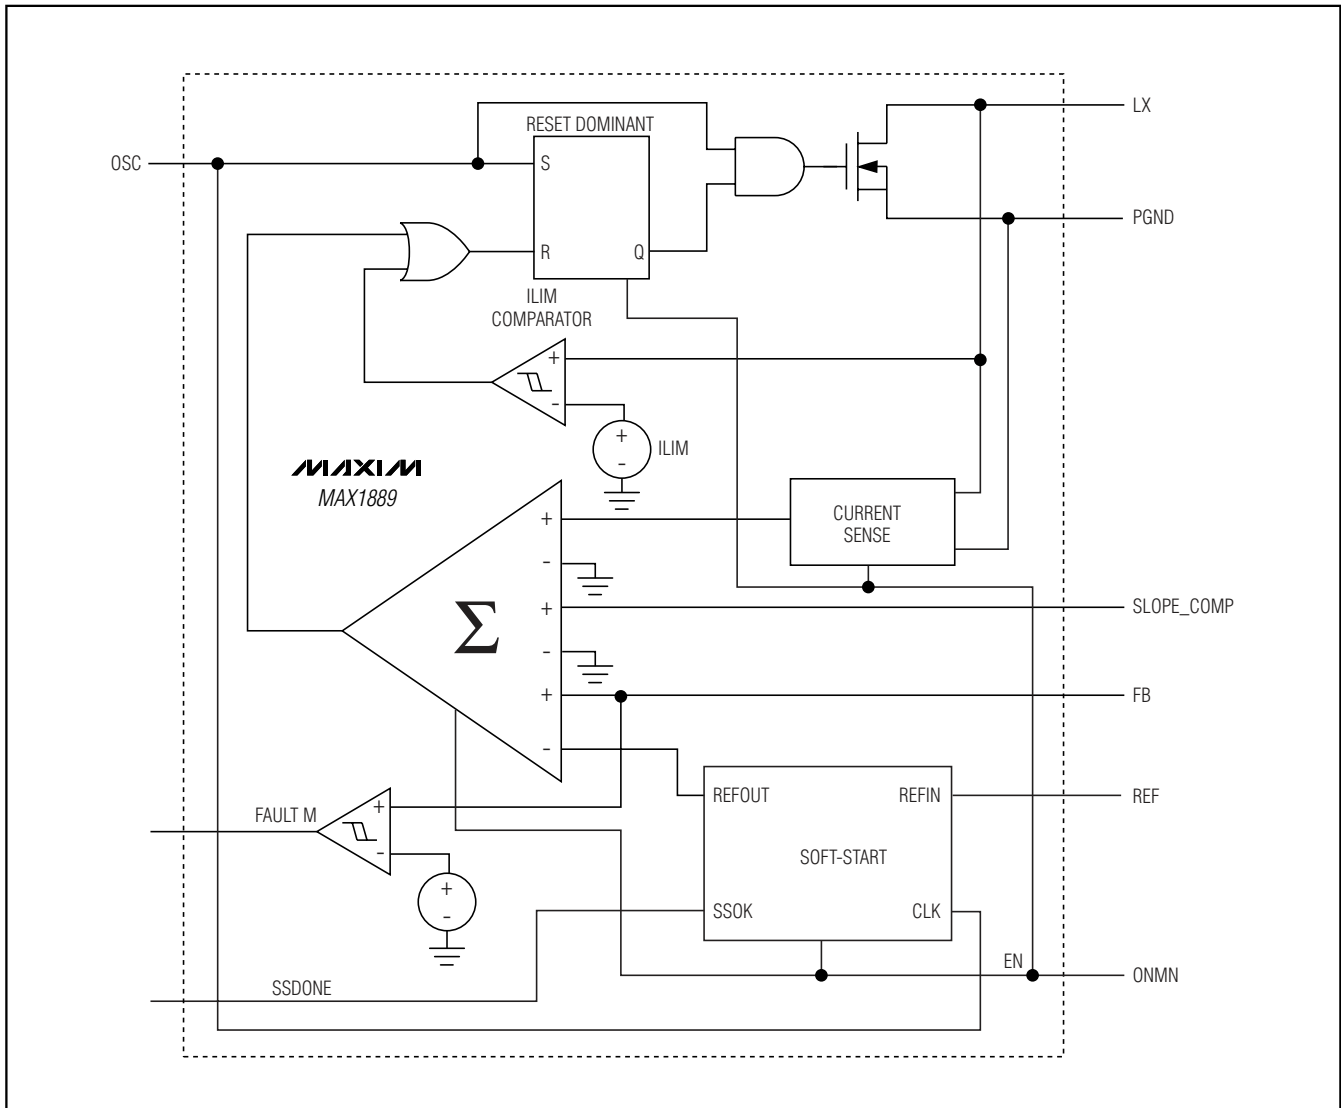 LX
RESET DOMINANT
OSC
S
PGND
R
Q
ILIM
COMPARATOR
+
-
+
-
ILIM
MAXIM
MAX1889
CURRENT
SENSE
+
-
+
-
+
-
Σ
SLOPE_COMP
FB
REFOUT
REFIN
REF
FAULT M
+
-
SOFT-START
+
-
SSOK
CLK
EN
ONMN
SSDONE